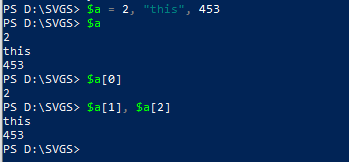 PS D:\SVGS> $a = 2, "this", 453
PS D:\SVGS> $a
2
this
453
PS D:\SVGS> $a[0]
2
PS D:\SVGS> $a[1], $a[2]
this
453
PS D:\SVGS>